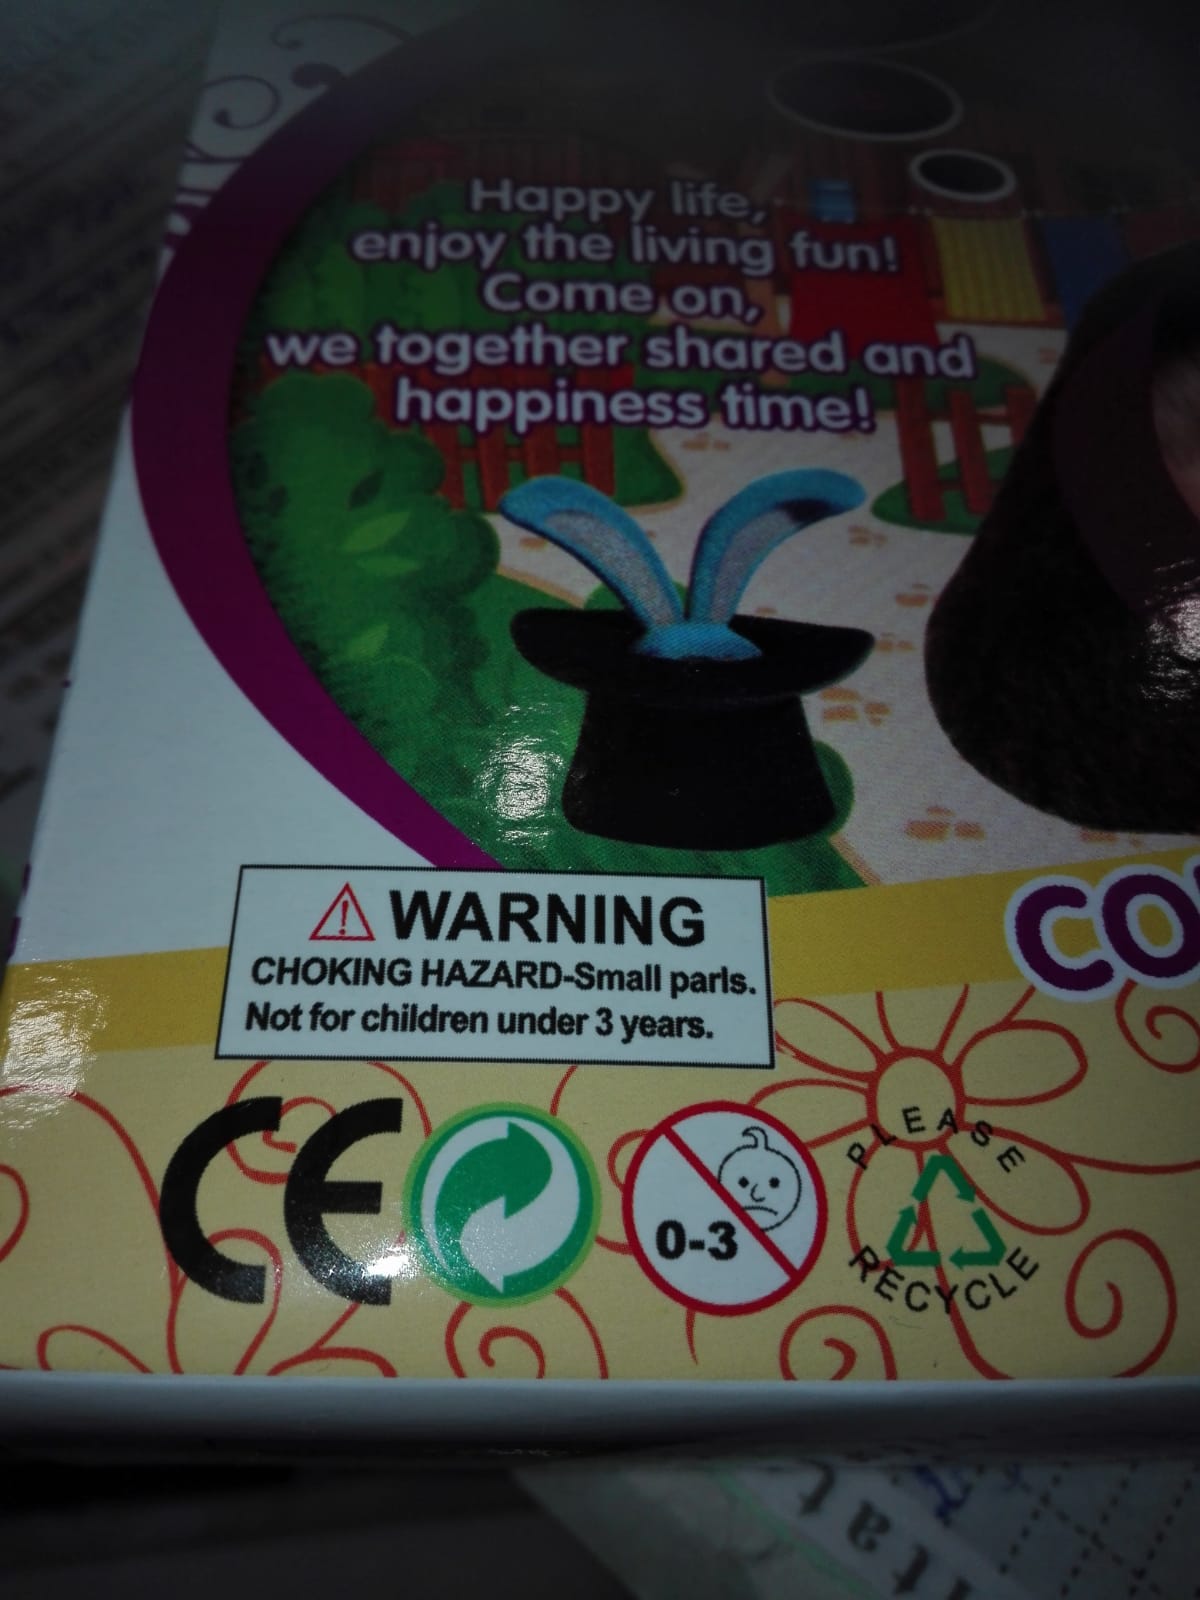 Happy life,
enjoy the living fun!
Come on,
we together shared and
happiness time!
WARNING
CHOKING HAZARD-Small parls.
Not for children under 3 years.
CO
CE
0-3
PLEASE
RECYCLE